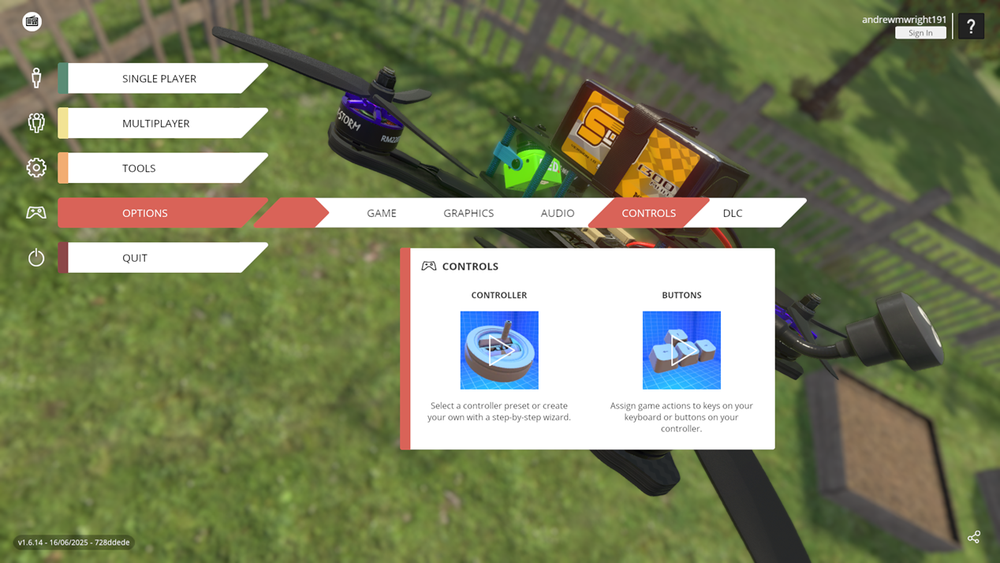 andrewmwright191
Sign In
?
SINGLE PLAYER
MULTIPLAYER
TOOLS
OPTIONS
GAME
GRAPHICS
AUDIO
CONTROLS
DLC
QUIT
CONTROLS
CONTROLLER
Select a controller preset or create
your own with a step-by-step wizard.
BUTTONS
Assign game actions to keys on your
keyboard or buttons on your
controller.
1300
v1.6.14 - 16/06/2025 - 728ddede